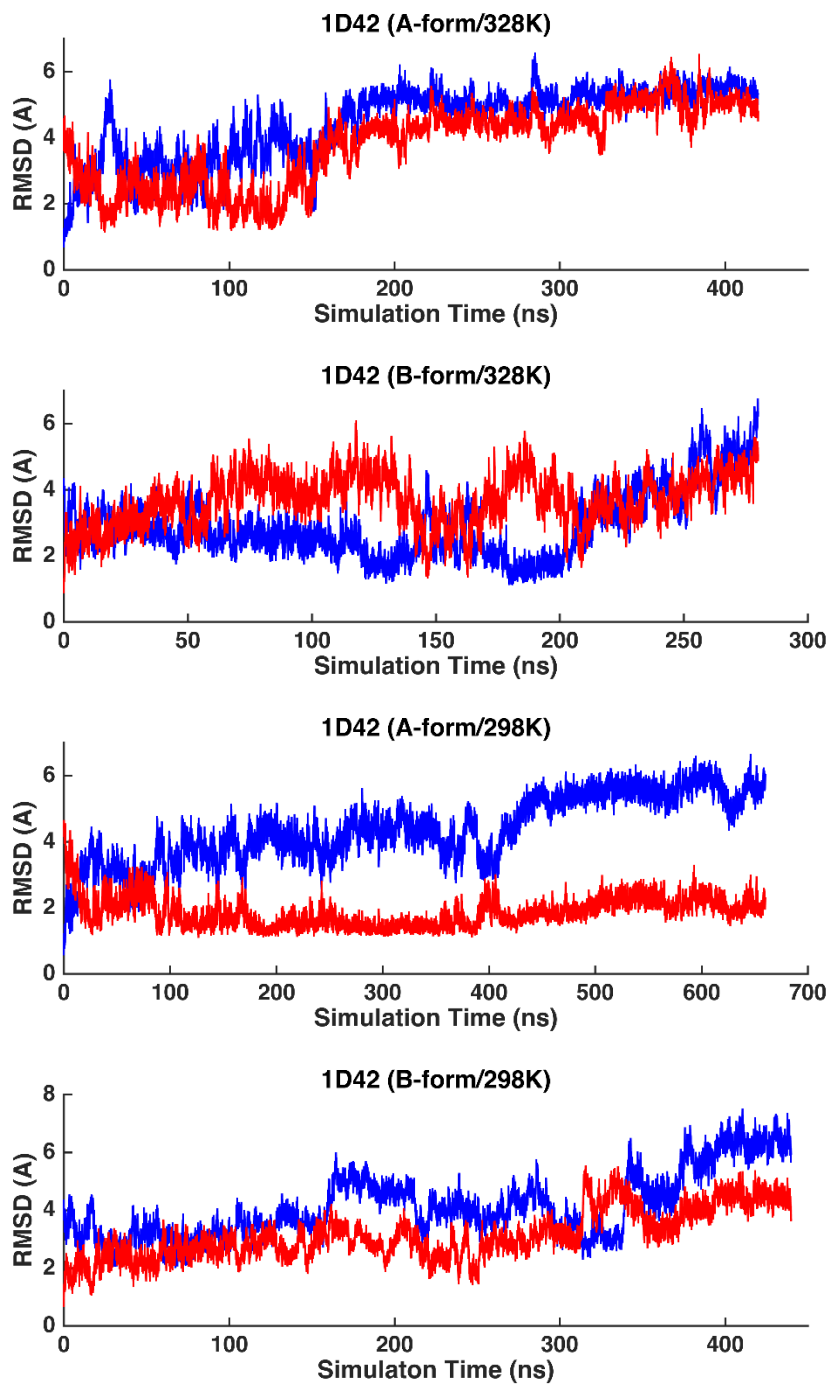 1D42 (A-form/328K)
RMSD (A)
6
4
2
0
0 100 200 300 400
Simulation Time (ns)
1D42 (B-form/328K)
RMSD (A)
6
4
2
0
0 50 100 150 200 250 300
Simulation Time (ns)
1D42 (A-form/298K)
RMSD (A)
6
4
2
0
0 100 200 300 400 500 600 700
Simulation Time (ns)
1D42 (B-form/298K)
RMSD (A)
8
6
4
2
0
0 100 200 300 400
Simulaton Time (ns)